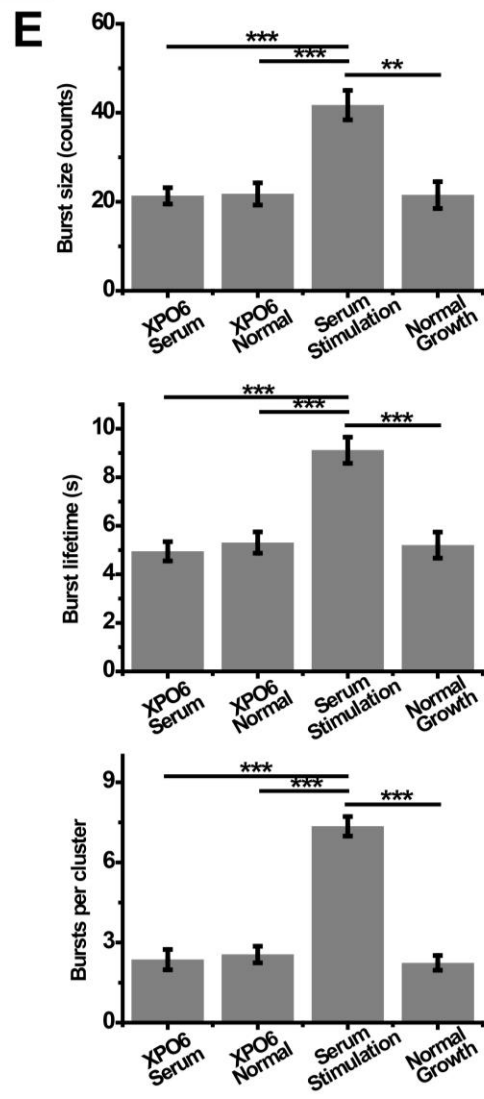 E
Burst size (counts)
60
40
20
0
***
***
**
XPO6
Serum
XPO6
Normal
Serum
Stimulation
Normal
Growth
Burst lifetime (s)
10
8
6
4
2
0
***
***
***
XPO6
Serum
XPO6
Normal
Serum
Stimulation
Normal
Growth
Bursts per cluster
9
6
3
0
***
***
***
XPO6
Serum
XPO6
Normal
Serum
Stimulation
Normal
Growth